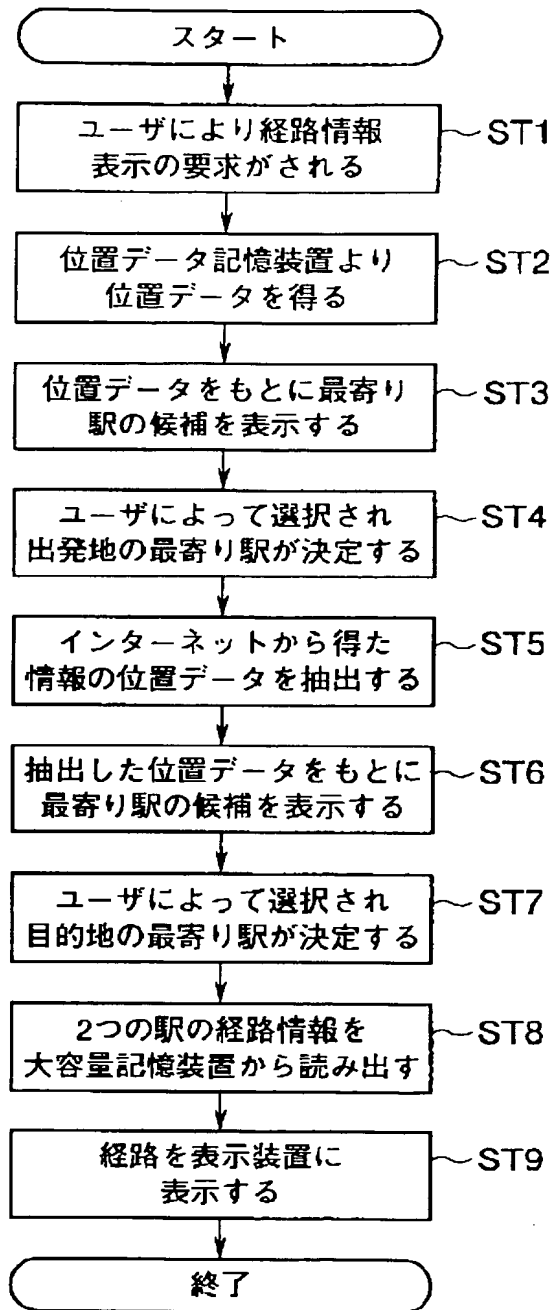 スタート
ユーザにより経路情報
表示の要求がされる
ST1
位置データ記憶装置より
位置データを得る
ST2
位置データをもとに最寄り
駅の候補を表示する
ST3
ユーザによって選択され
出発地の最寄り駅が決定する
ST4
インターネットから得た
情報の位置データを抽出する
ST5
抽出した位置データをもとに
最寄り駅の候補を表示する
ST6
ユーザによって選択され
目的地の最寄り駅が決定する
ST7
2つの駅の経路情報を
大容量記憶装置から読み出す
ST8
経路を表示装置に
表示する
ST9
終了